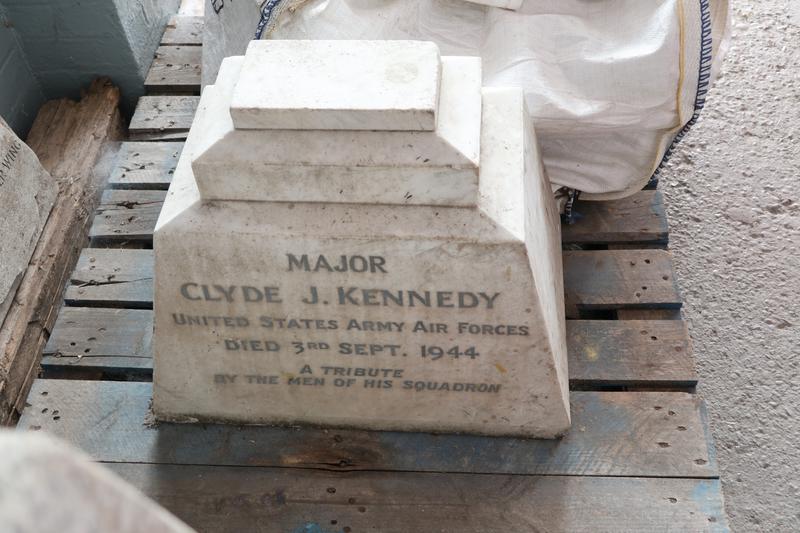 MAJOR
CLYDE J. KENNEDY
UNITED STATES ARMY AIR FORCES
DIED 3RD SEPT. 1944
A TRIBUTE
BY THE MEN OF HIS SQUADRON
WING